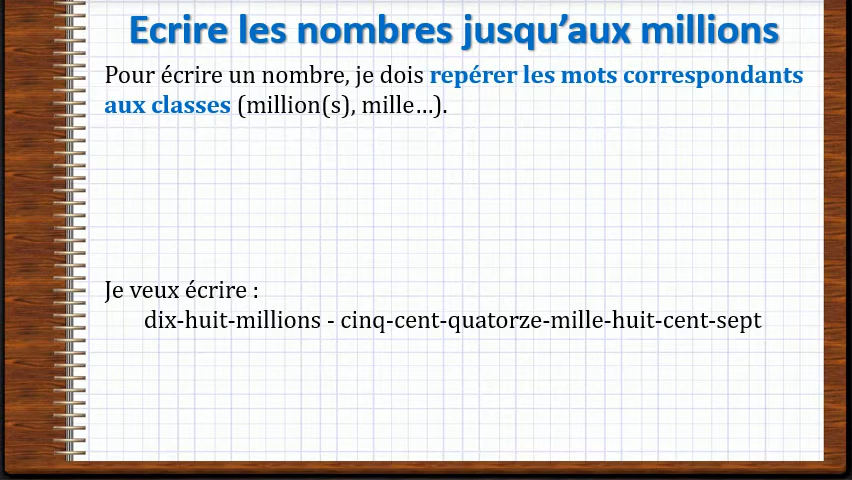 Ecrire les nombres jusqu'aux millions
Pour écrire un nombre, je dois repérer les mots correspondants
aux classes (million(s), mille…).
Je veux écrire :
dix-huit-millions - cinq-cent-quatorze-mille-huit-cent-sept